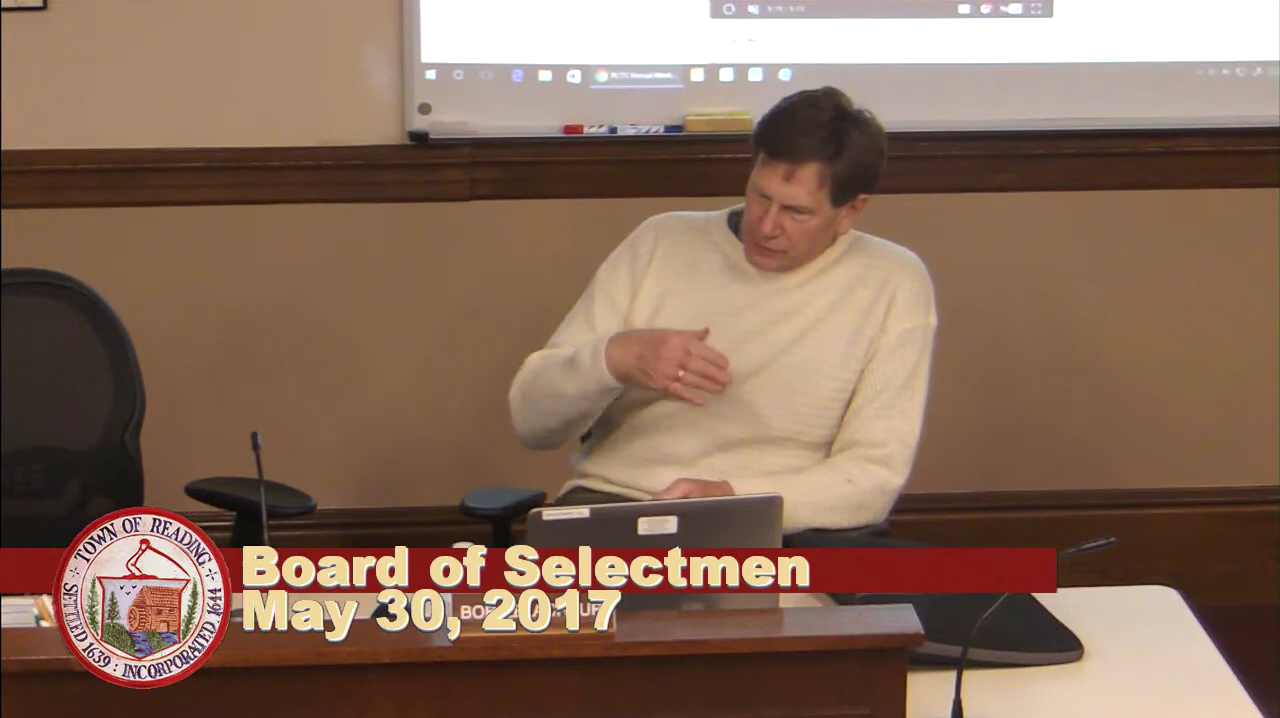 Board of Selectmen
May 30, 2017
TOWN OF READING
SETTLED 1639 : INCORPORATED 1644